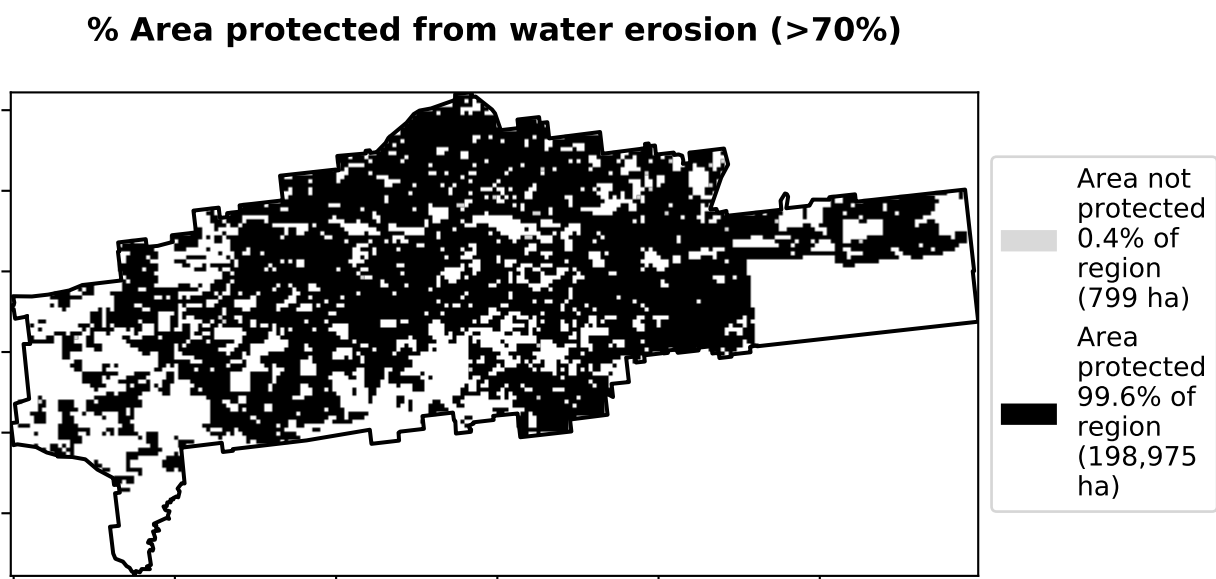 % Area protected from water erosion (>70%)
Area not
protected
0.4% of
region
(799 ha)
Area
protected
99.6% of
region
(198,975
ha)